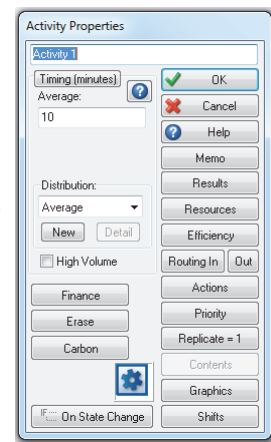 Activity Properties
Activity 1
Timing (minutes)
Average:
10
Distribution:
Average
New Detail
High Volume
Finance
Erase
Carbon
IF On State Change
OK
Cancel
Help
Memo
Results
Resources
Efficiency
Routing In Out
Actions
Priority
Replicate = 1
Contents
Graphics
Shifts